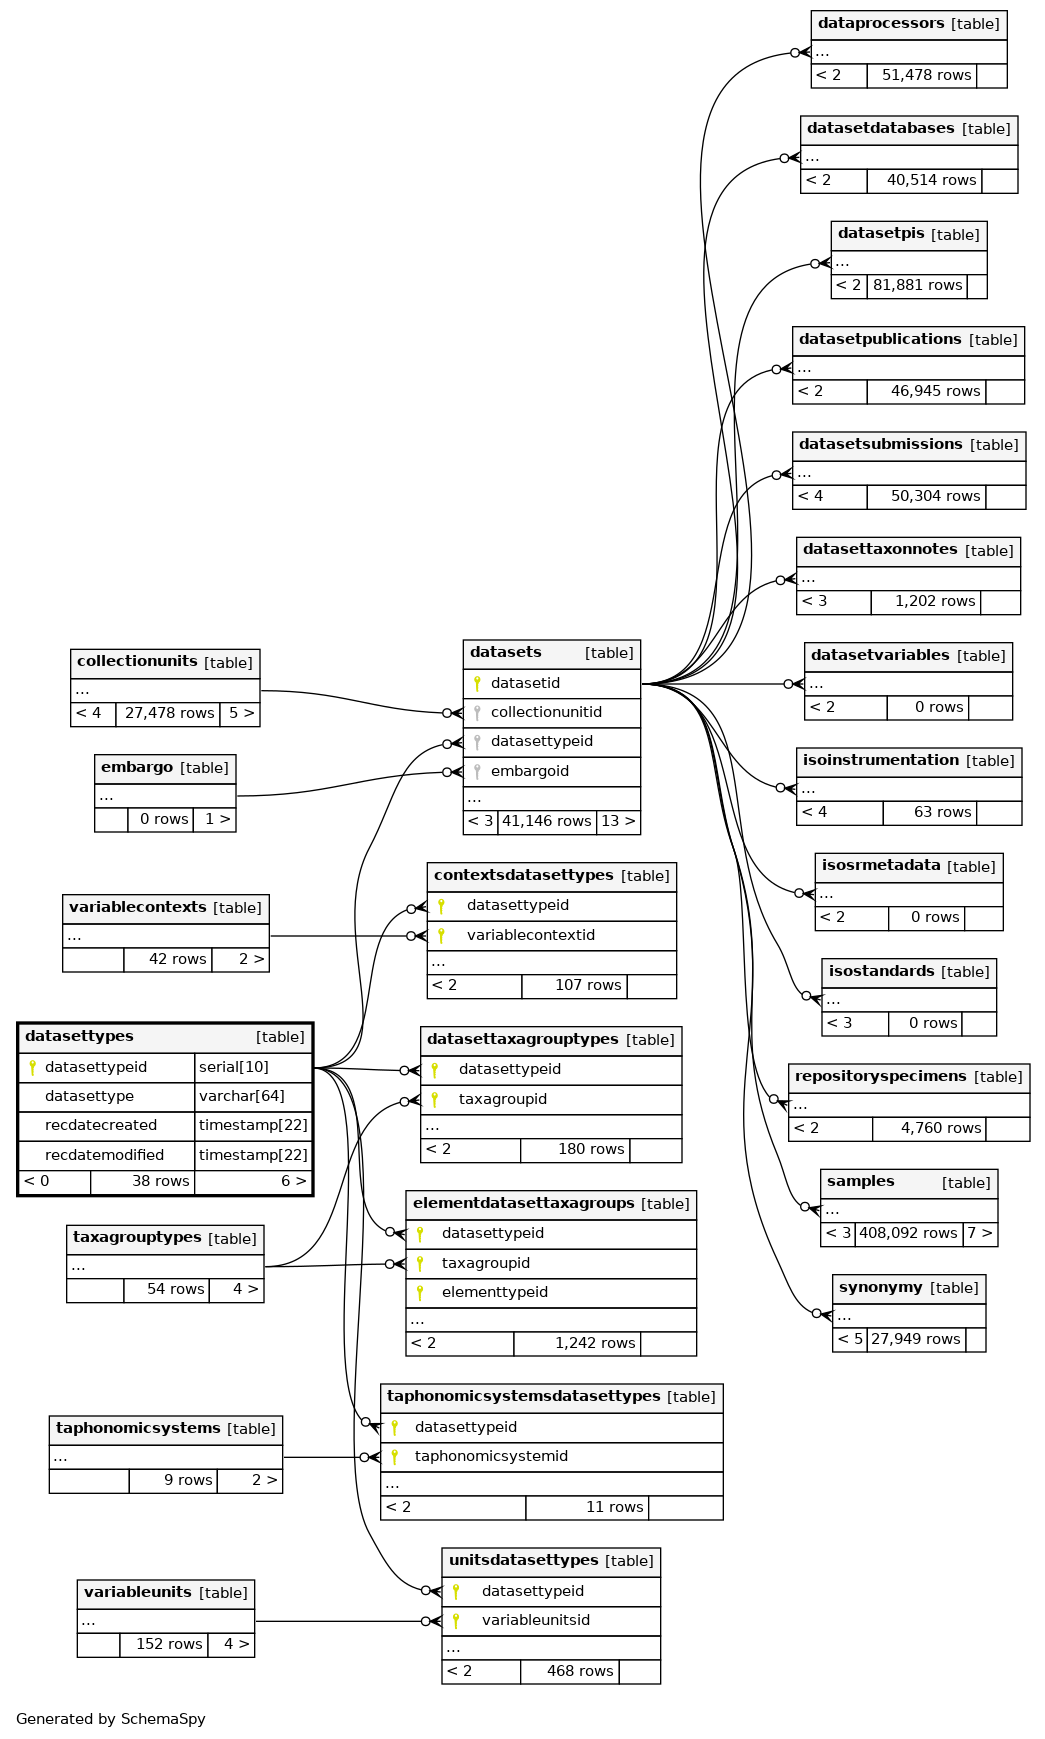 dataprocessors [table]
...
< 2 51,478 rows
datasetdatabases [table]
...
< 2 40,514 rows
datasetpis [table]
...
< 2 81,881 rows
datasetpublications [table]
...
< 2 46,945 rows
datasetsubmissions [table]
...
< 4 50,304 rows
datasettaxonnotes [table]
...
< 3 1,202 rows
datasetvariables [table]
...
< 2 0 rows
isoinstrumentation [table]
...
< 4 63 rows
isosrmetadata [table]
...
< 2 0 rows
isostandards [table]
...
< 3 0 rows
repositoryspecimens [table]
...
< 2 4,760 rows
samples [table]
...
< 3 408,092 rows 7 >
synonymy [table]
...
< 5 27,949 rows
datasets [table]
datasetid
collectionunitid
datasettypeid
embargoid
...
< 3 41,146 rows 13 >
contextsdatasettypes [table]
datasettypeid
variablecontextid
...
< 2 107 rows
datasettaxagrouptypes [table]
datasettypeid
taxagroupid
...
< 2 180 rows
elementdatasettaxagroups [table]
datasettypeid
taxagroupid
elementtypeid
...
< 2 1,242 rows
taphonomicsystemsdatasettypes [table]
datasettypeid
taphonomicsystemid
...
< 2 11 rows
unitsdatasettypes [table]
datasettypeid
variableunitsid
...
< 2 468 rows
collectionunits [table]
...
< 4 27,478 rows 5 >
embargo [table]
...
0 rows 1 >
variablecontexts [table]
...
42 rows 2 >
datasettypes [table]
datasettypeid serial[10]
datasettype varchar[64]
recdatecreated timestamp[22]
recdatemodified timestamp[22]
< 0 38 rows 6 >
taxagrouptypes [table]
...
54 rows 4 >
taphonomicsystems [table]
...
9 rows 2 >
variableunits [table]
...
152 rows 4 >
Generated by SchemaSpy